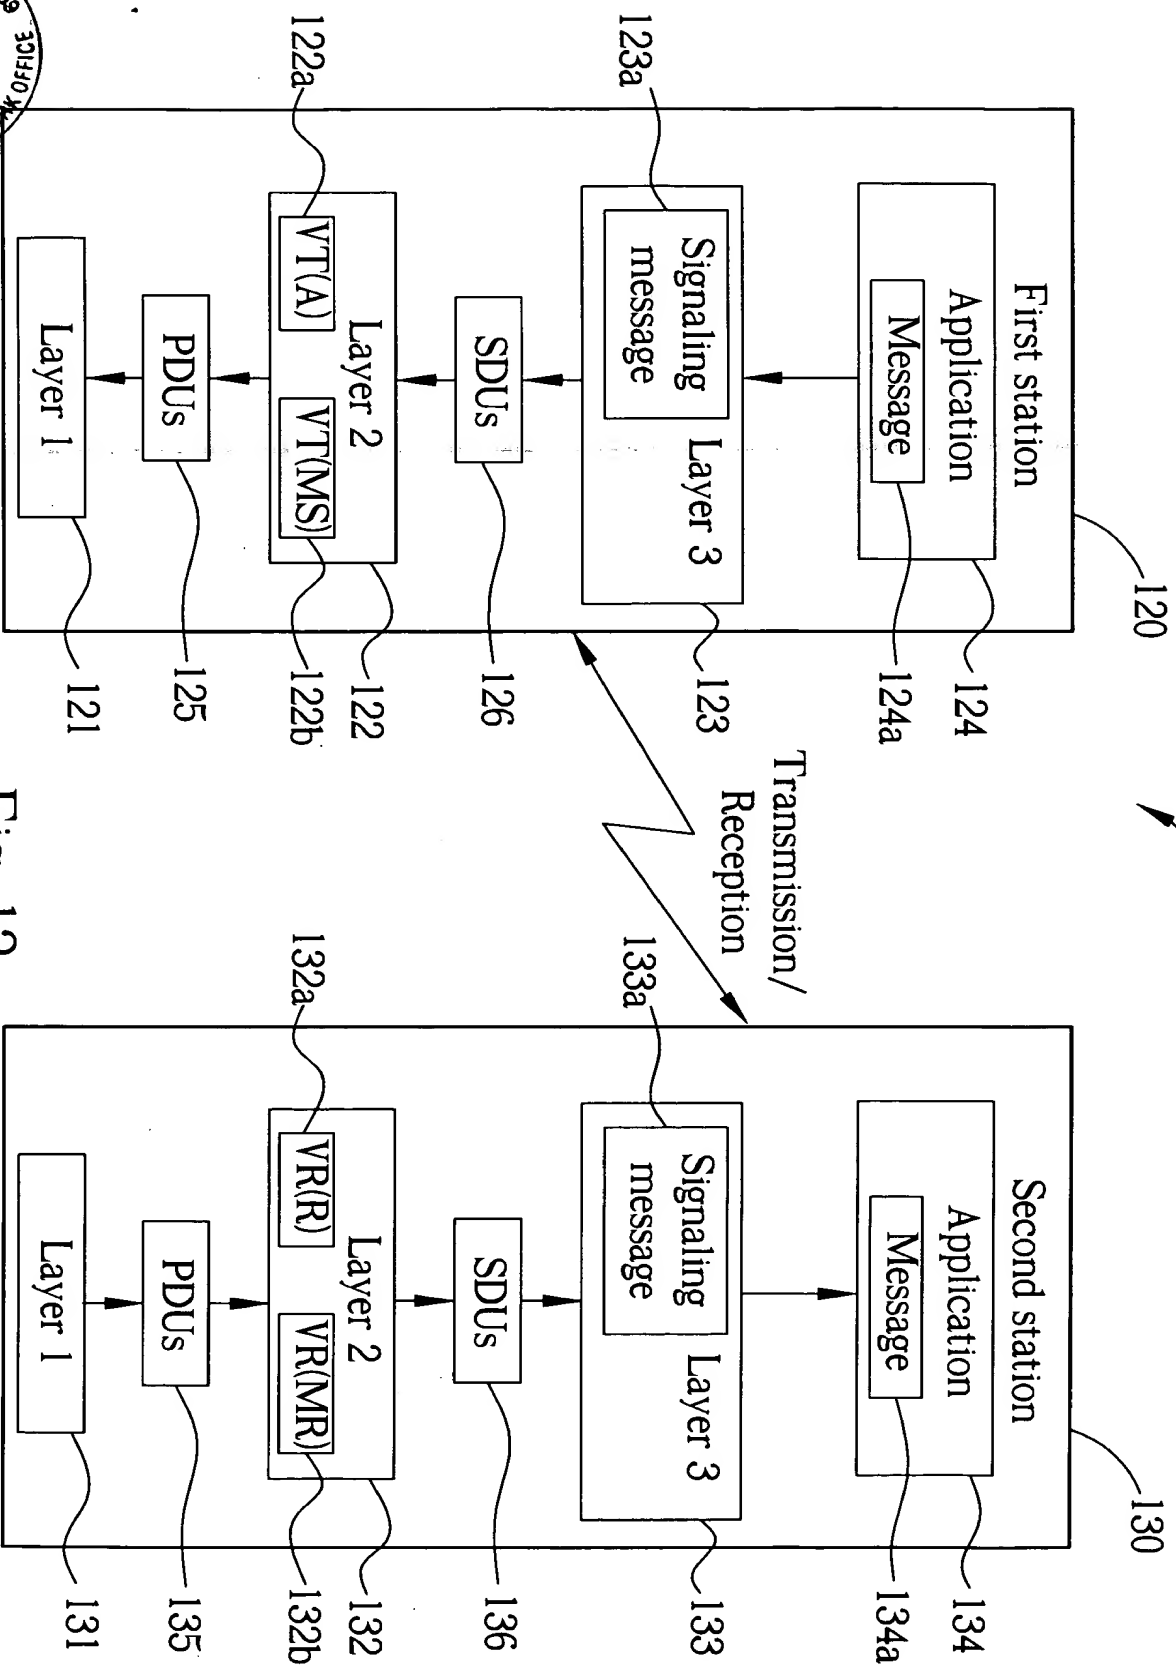 First station
120
Application
124
Message
124a
123a
Signaling
message
Layer 3
123
SDUs
126
122a
Layer 2
VT(A)
VT(MS)
122
122b
PDUs
125
Layer 1
121
Transmission/
Reception
Second station
130
Application
134
Message
134a
133a
Signaling
message
Layer 3
133
SDUs
136
132a
Layer 2
VR(R)
VR(MR)
132
132b
PDUs
135
Layer 1
131
OFFICE